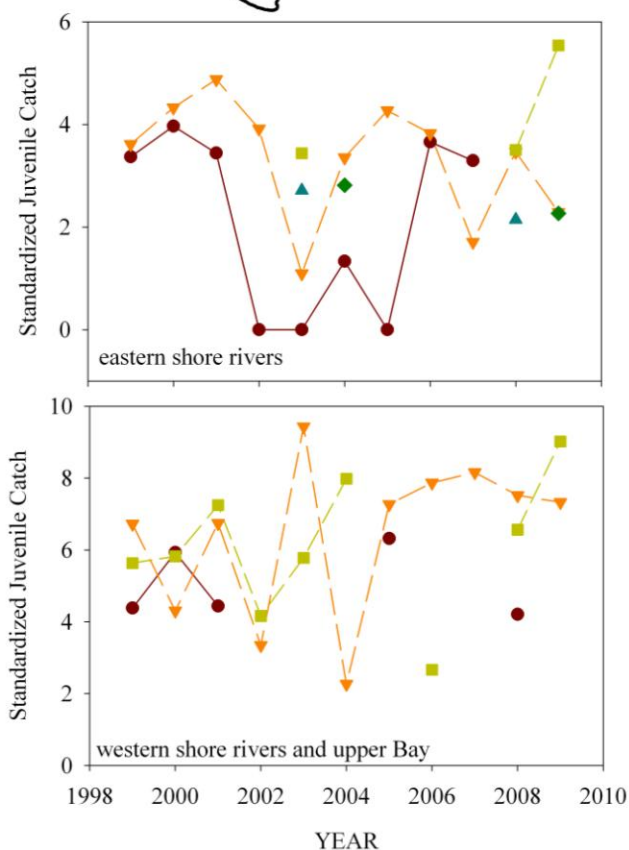 6
4
2
0
Standardized Juvenile Catch
eastern shore rivers
10
8
6
4
2
0
Standardized Juvenile Catch
western shore rivers and upper Bay
1998 2000 2002 2004 2006 2008 2010
YEAR